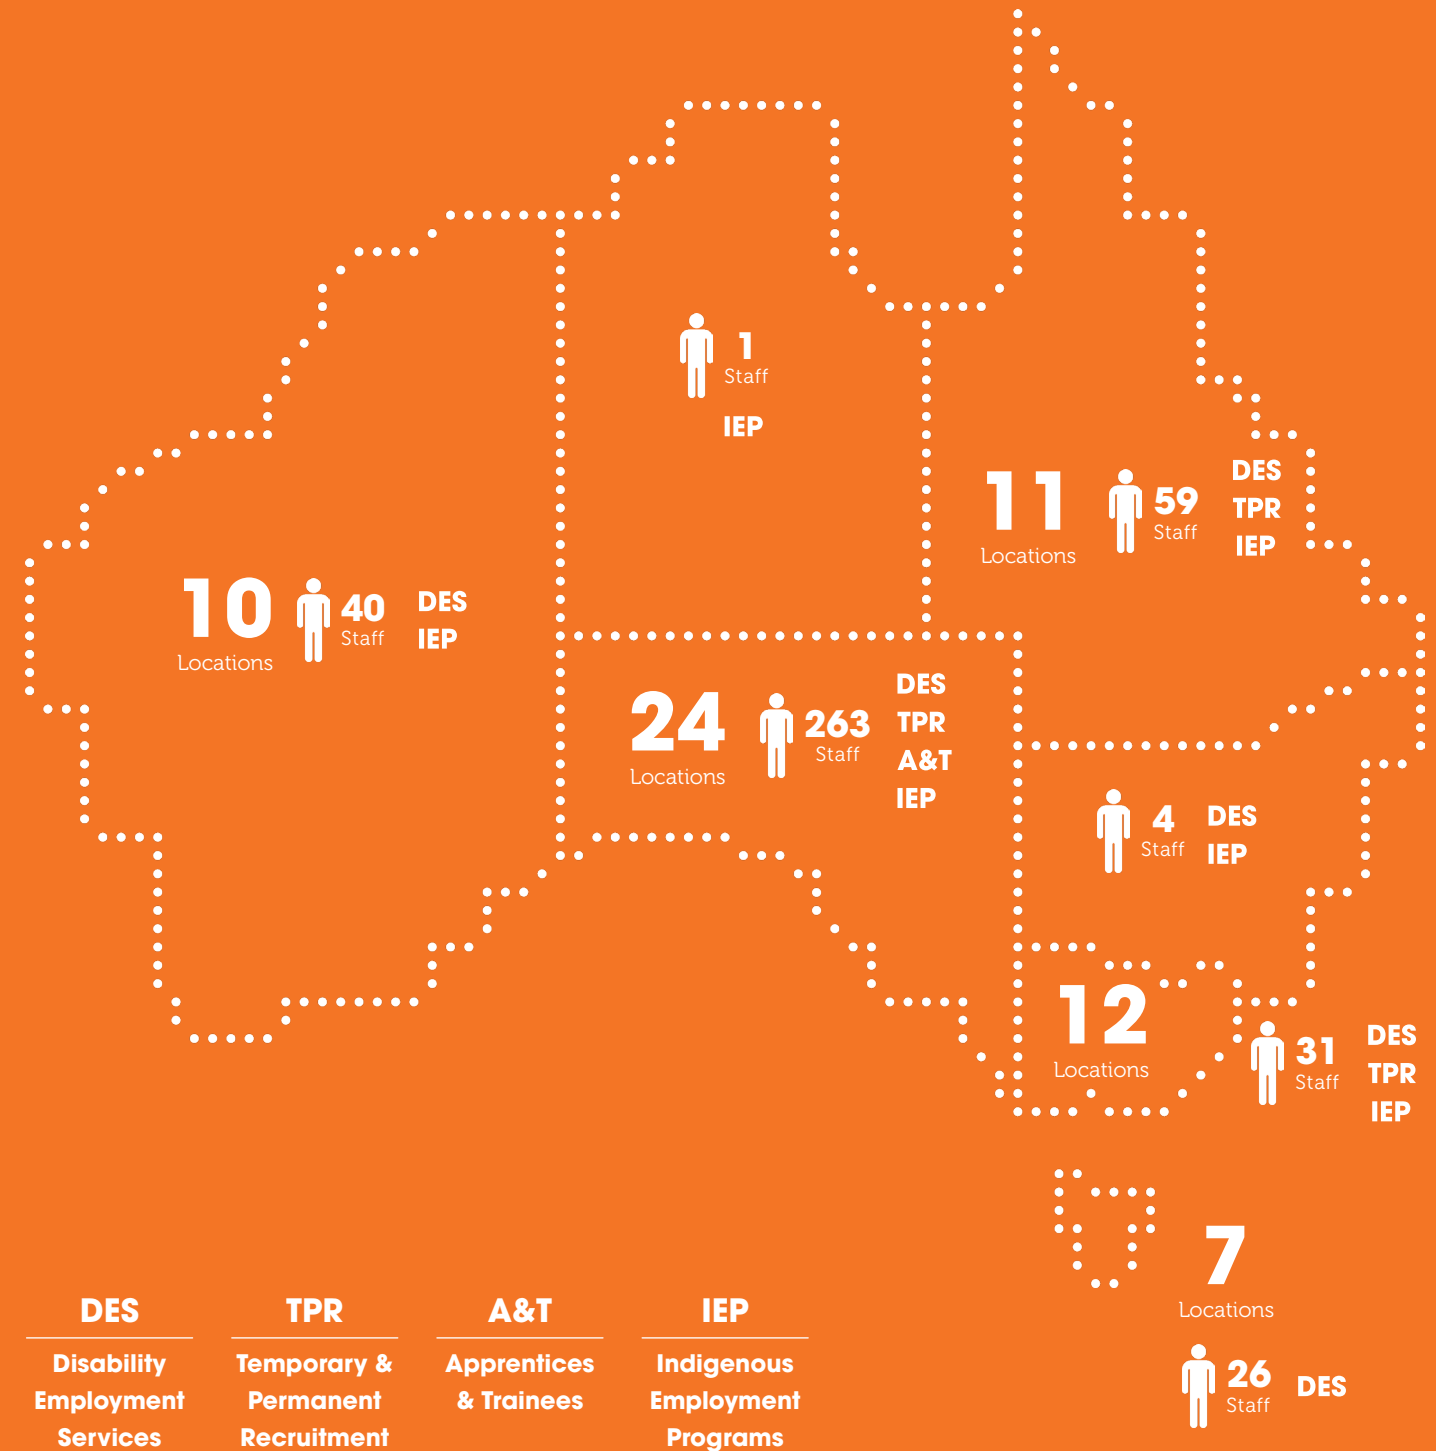 1
Staff
IEP
11
Locations
59
Staff
DES
TPR
IEP
10
Locations
40
Staff
DES
IEP
24
Locations
263
Staff
DES
TPR
A&T
IEP
4
Staff
DES
IEP
12
Locations
31
Staff
DES
TPR
IEP
7
Locations
26
Staff
DES
DES
Disability
Employment
Services
TPR
Temporary &
Permanent
Recruitment
A&T
Apprentices
& Trainees
IEP
Indigenous
Employment
Programs